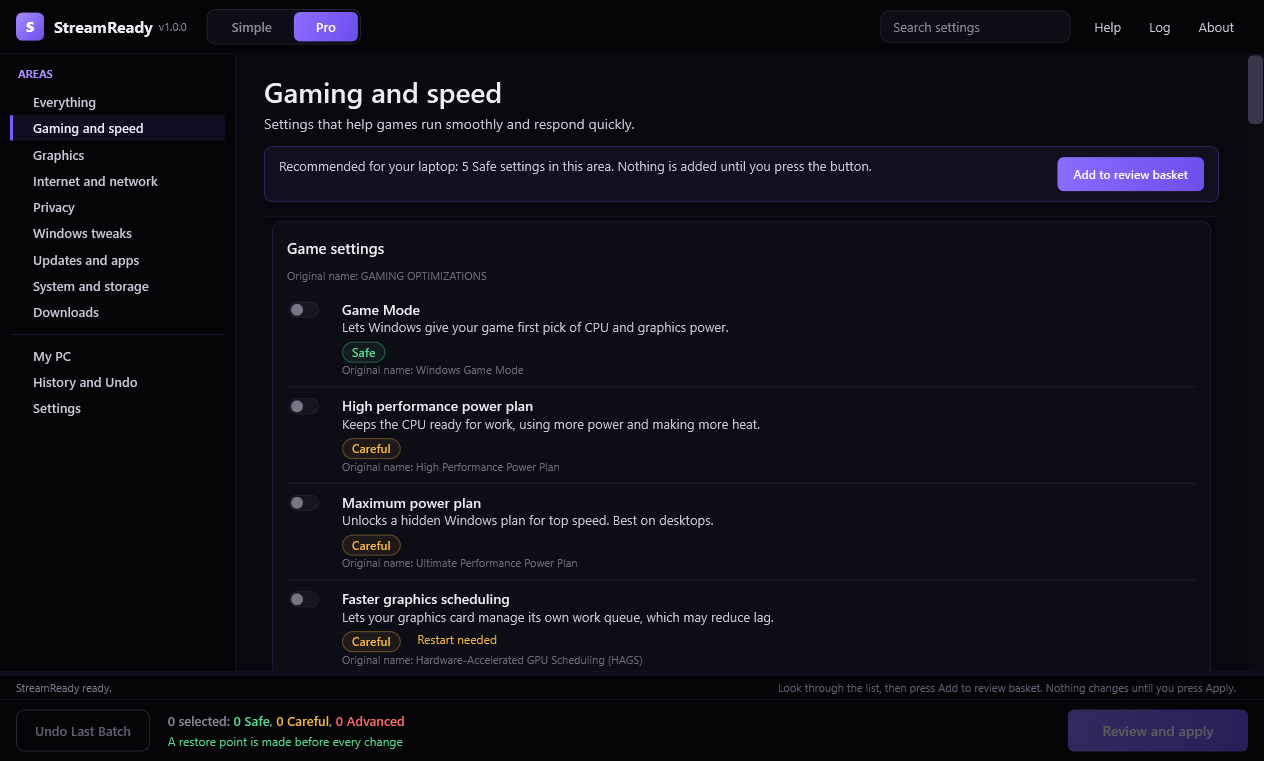 S StreamReady v1.0.0 Simple Pro Search settings Help Log About
AREAS
Everything
Gaming and speed
Graphics
Internet and network
Privacy
Windows tweaks
Updates and apps
System and storage
Downloads
My PC
History and Undo
Settings
Gaming and speed
Settings that help games run smoothly and respond quickly.
Recommended for your laptop: 5 Safe settings in this area. Nothing is added until you press the button.
Add to review basket
Game settings
Original name: GAMING OPTIMIZATIONS
Game Mode
Lets Windows give your game first pick of CPU and graphics power.
Safe
Original name: Windows Game Mode
High performance power plan
Keeps the CPU ready for work, using more power and making more heat.
Careful
Original name: High Performance Power Plan
Maximum power plan
Unlocks a hidden Windows plan for top speed. Best on desktops.
Careful
Original name: Ultimate Performance Power Plan
Faster graphics scheduling
Lets your graphics card manage its own work queue, which may reduce lag.
Careful Restart needed
Original name: Hardware-Accelerated GPU Scheduling (HAGS)
StreamReady ready.
Look through the list, then press Add to review basket. Nothing changes until you press Apply.
Undo Last Batch
0 selected: 0 Safe, 0 Careful, 0 Advanced
A restore point is made before every change
Review and apply